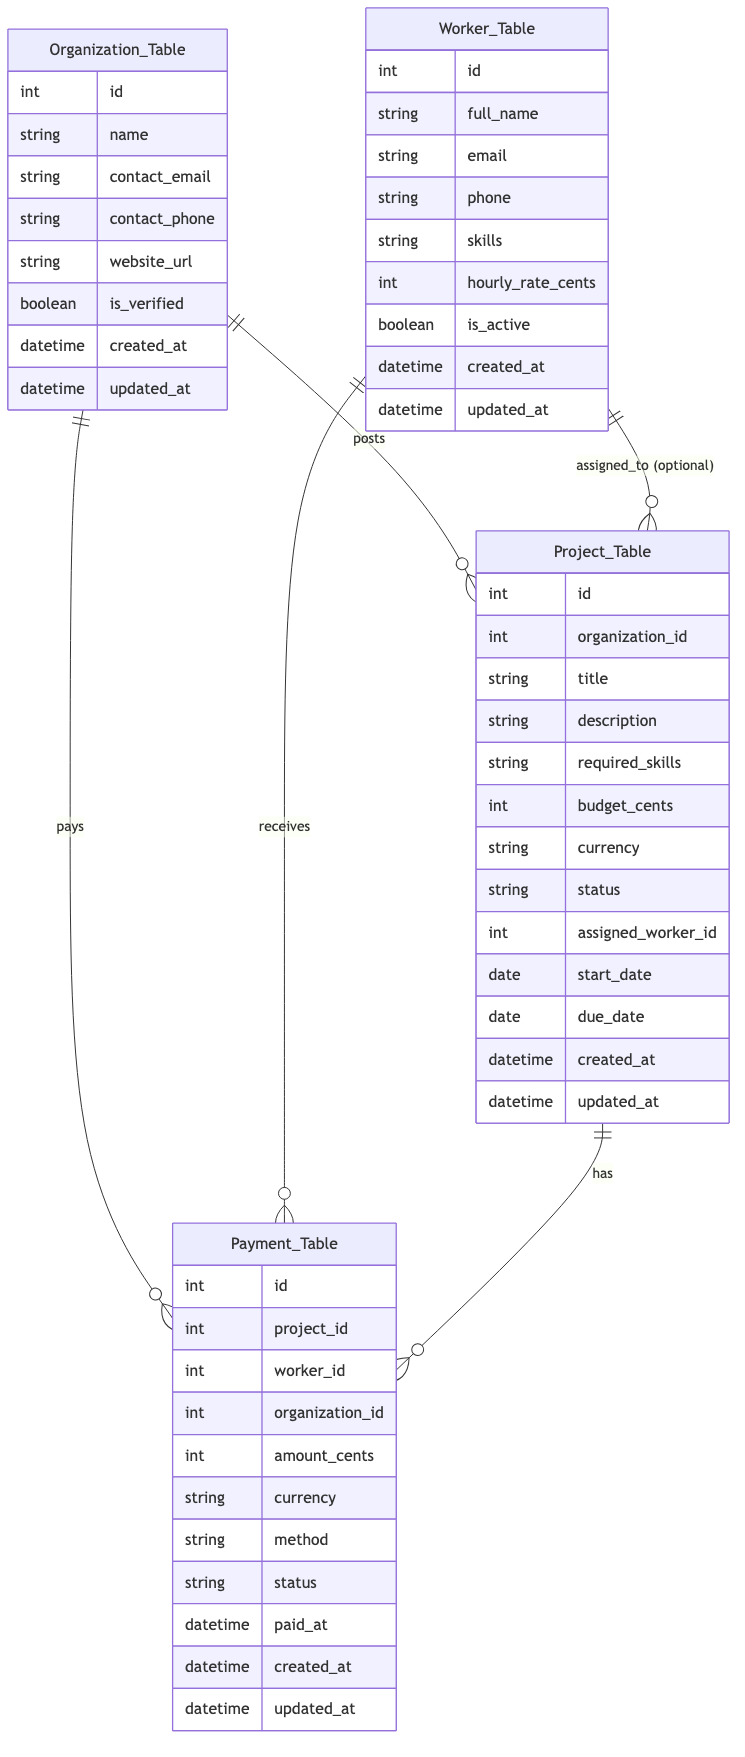 Organization_Table
int id
string name
string contact_email
string contact_phone
string website_url
boolean is_verified
datetime created_at
datetime updated_at
Worker_Table
int id
string full_name
string email
string phone
string skills
int hourly_rate_cents
boolean is_active
datetime created_at
datetime updated_at
posts
assigned_to (optional)
Project_Table
int id
int organization_id
string title
string description
string required_skills
int budget_cents
string currency
string status
int assigned_worker_id
date start_date
date due_date
datetime created_at
datetime updated_at
pays
receives
has
Payment_Table
int id
int project_id
int worker_id
int organization_id
int amount_cents
string currency
string method
string status
datetime paid_at
datetime created_at
datetime updated_at